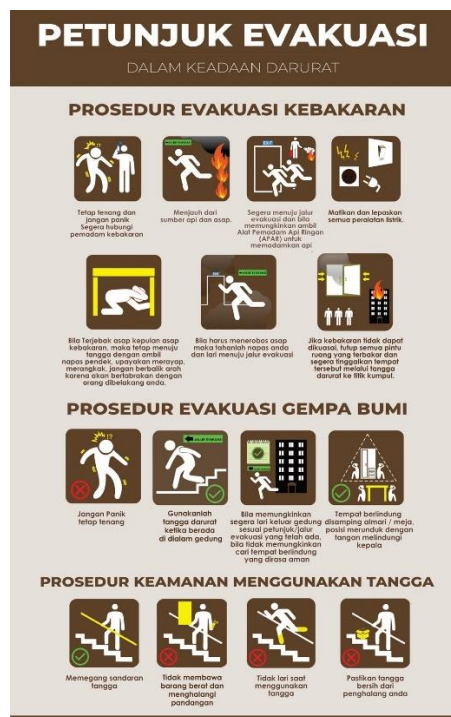 PETUNJUK EVAKUASI
DALAM KEADAAN DARURAT
PROSEDUR EVAKUASI KEBAKARAN
Tetap tenang dan
jangan panik
Segera hubungi
pemadam kebakaran
Menjauh dari
sumber api dan asap.
EXIT
Segera menuju jalur
evakuasi dan bila
memungkinkan ambil
Alat Pemadam Api Ringan
(APAR) untuk
memadamkan api
Matikan dan lepaskan
semua peralatan listrik.
Bila Terjebak asap kepulan asap
kebakaran, maka tetap menuju
tangga dengan ambil
napas pendek, upayakan merayap,
merangkak, jangan berbalik arah
karena akan bertabrakan dengan
orang dibelakang anda.
Bila harus menerobos asap
maka tahanlah napas anda
dan lari menuju jalur evakuasi
Jika kebakaran tidak dapat
dikuasai, tutup semua pintu
ruang yang terbakar dan
segera tinggalkan tempat
tersebut melalui tangga
darurat ke titik kumpul.
PROSEDUR EVAKUASI GEMPA BUMI
Jangan Panik
tetap tenang
JALUR EVAKUASI
Gunakanlah
tangga darurat
ketika berada
di dialam gedung
Bila memungkinkan
segera lari keluar gedung
sesuai petunjuk/jalur
evakuasi yang telah ada,
bila tidak memungkinkan
cari tempat berlindung
yang dirasa aman
Tempat berlindung
disamping almari / meja,
posisi merunduk dengan
tangan melindungi
kepala
PROSEDUR KEAMANAN MENGGUNAKAN TANGGA
Memegang sandaran
tangga
Tidak membawa
barang berat dan
menghalangi
pandangan
Tidak lari saat
menggunakan
tangga
Pastikan tangga
bersih dari
penghalang anda